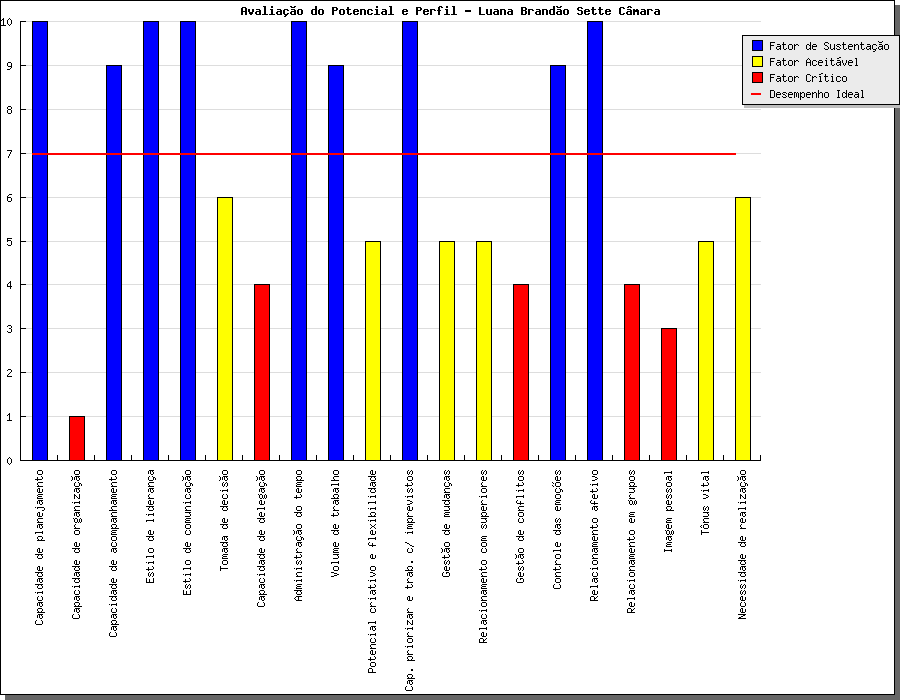 Avaliação do Potencial e Perfil - Luana Brandão Sette Câmara
Fator de Sustentação
Fator Aceitável
Fator Crítico
Desempenho Ideal
10
9
8
7
6
5
4
3
2
1
0
Capacidade de planejamento
Capacidade de organização
Capacidade de acompanhamento
Estilo de liderança
Estilo de comunicação
Tomada de decisão
Capacidade de delegação
Administração do tempo
Volume de trabalho
Potencial criativo e flexibilidade
Cap. priorizar e trab. c/ imprevistos
Gestão de mudanças
Relacionamento com superiores
Gestão de conflitos
Controle das emoções
Relacionamento afetivo
Relacionamento em grupos
Imagem pessoal
Tônus vital
Necessidade de realização